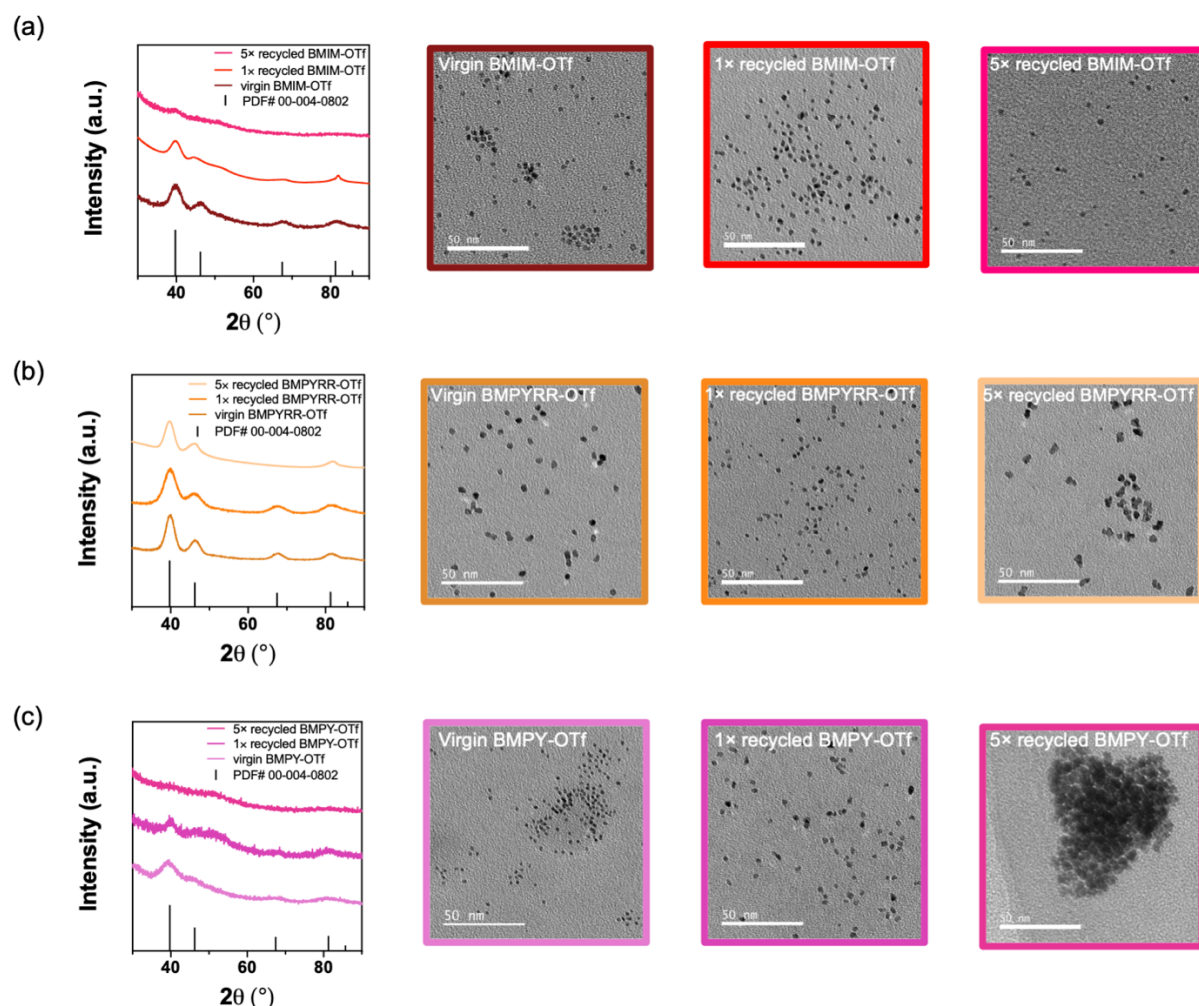 (a)
Intensity (a.u.)
5× recycled BMIM-OTf
1× recycled BMIM-OTf
virgin BMIM-OTf
PDF# 00-004-0802
40 60 80
2θ (°)
Virgin BMIM-OTf
50 nm
1× recycled BMIM-OTf
50 nm
5× recycled BMIM-OTf
50 nm
(b)
Intensity (a.u.)
5× recycled BMPYRR-OTf
1× recycled BMPYRR-OTf
virgin BMPYRR-OTf
PDF# 00-004-0802
40 60 80
2θ (°)
Virgin BMPYRR-OTf
50 nm
1× recycled BMPYRR-OTf
50 nm
5× recycled BMPYRR-OTf
50 nm
(c)
Intensity (a.u.)
5× recycled BMPY-OTf
1× recycled BMPY-OTf
virgin BMPY-OTf
PDF# 00-004-0802
40 60 80
2θ (°)
Virgin BMPY-OTf
50 nm
1× recycled BMPY-OTf
50 nm
5× recycled BMPY-OTf
50 nm